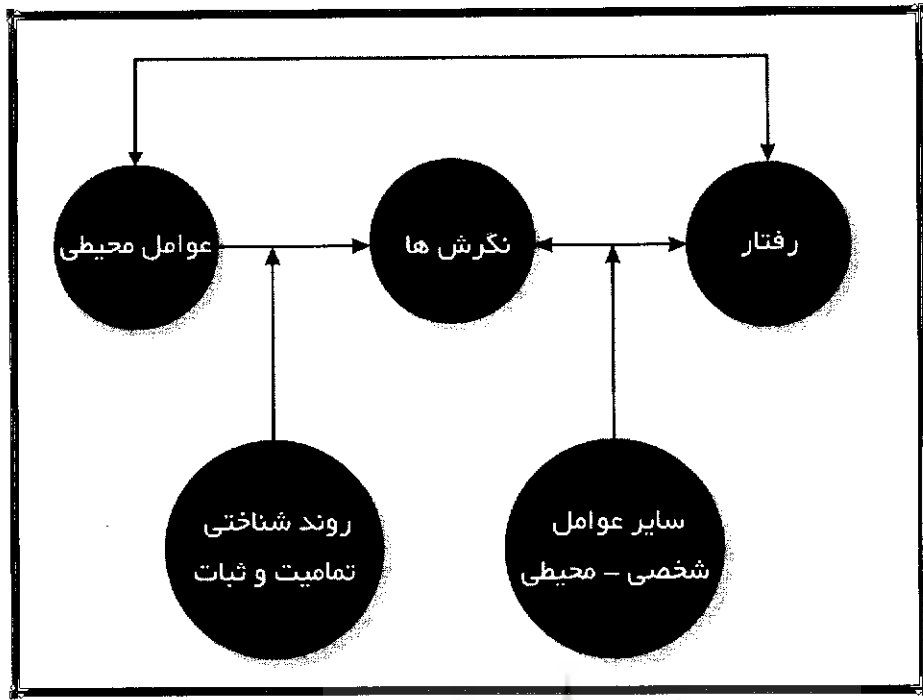 رفتار
نگرش ها
عوامل محیطی
سایر عوامل
شخصی – محیطی
روند شناختی
تمامیت و ثبات